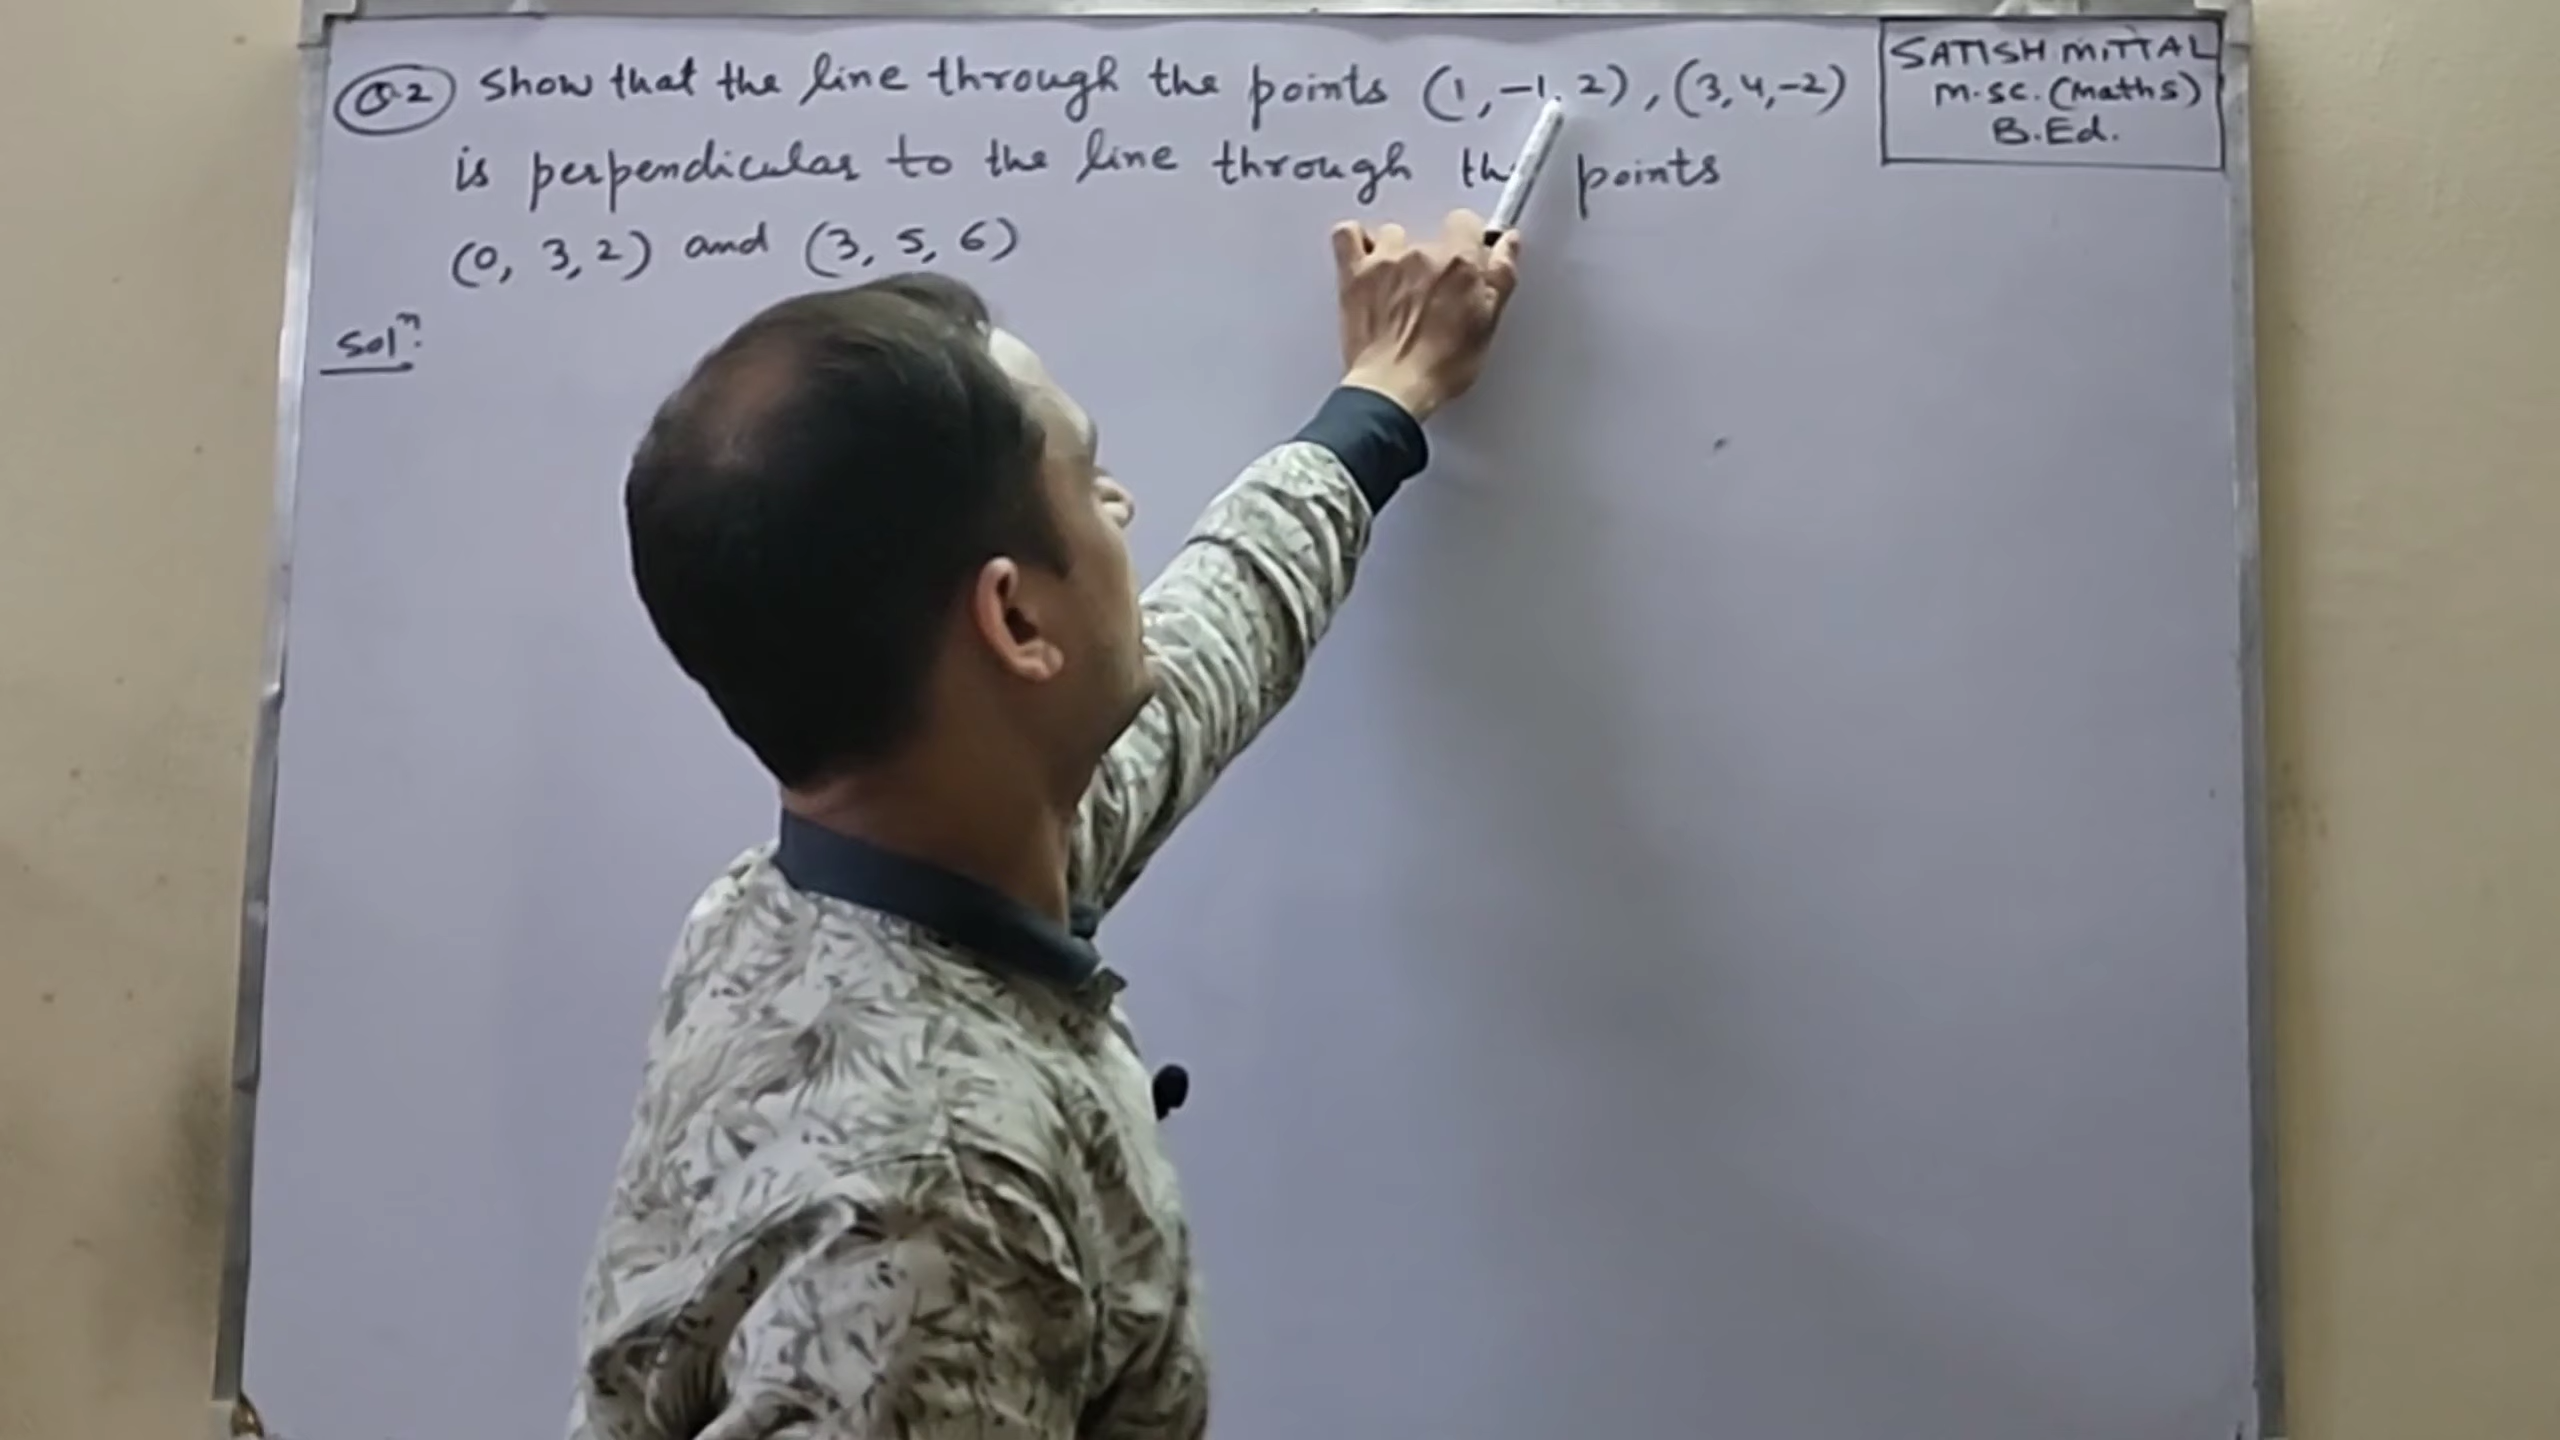 Q.2 Show that the line through the points (1, -1, 2), (3, 4, -2)
is perpendicular to the line through the points
(0, 3, 2) and (3, 5, 6)
Solⁿ:
SATISH MITTAL
M.SC. (Maths)
B.Ed.